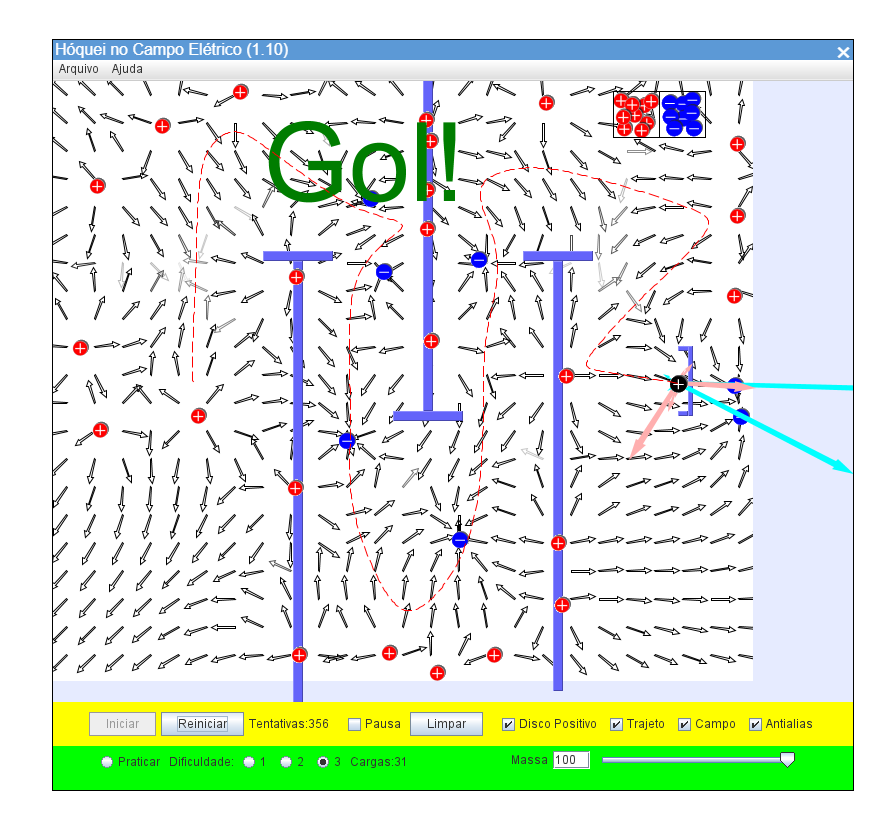 Hóquei no Campo Elétrico (1.10)
Arquivo Ajuda
Gol!
Iniciar Reiniciar Tentativas:356 Pausa Limpar Disco Positivo Trajeto Campo Antialias
Praticar Dificuldade: 1 2 3 Cargas:31 Massa 100